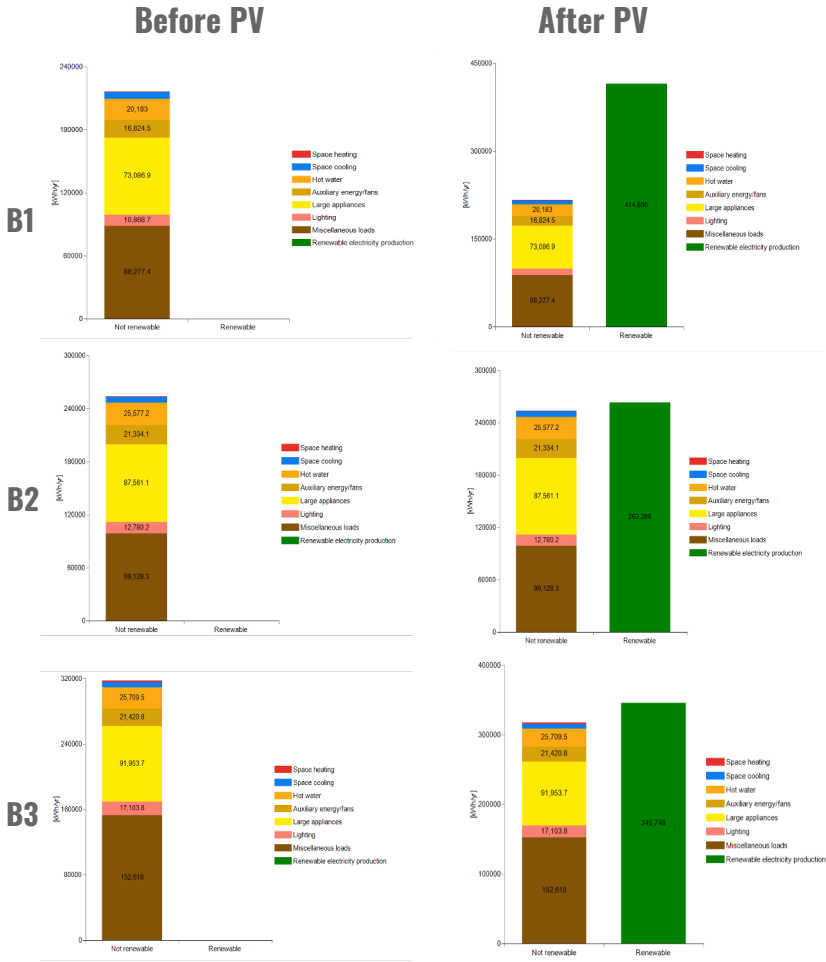 Before PV
After PV
B1
240000
180000
120000
60000
0
[kWh/yr]
20,183
16,824.5
73,086.9
10,868.7
88,277.4
Not renewable
Renewable
Space heating
Space cooling
Hot water
Auxiliary energy/fans
Large appliances
Lighting
Miscellaneous loads
Renewable electricity production
450000
300000
150000
0
[kWh/yr]
20,183
16,824.5
73,086.9
88,277.4
414,896
Not renewable
Renewable
Space heating
Space cooling
Hot water
Auxiliary energy/fans
Large appliances
Lighting
Miscellaneous loads
Renewable electricity production
B2
300000
240000
180000
120000
60000
0
[kWh/yr]
25,577.2
21,334.1
87,561.1
12,780.2
99,128.3
Not renewable
Renewable
Space heating
Space cooling
Hot water
Auxiliary energy/fans
Large appliances
Lighting
Miscellaneous loads
Renewable electricity production
300000
240000
180000
120000
60000
0
[kWh/yr]
25,577.2
21,334.1
87,561.1
12,780.2
99,128.3
Not renewable
Renewable
Space heating
Space cooling
Hot water
Auxiliary energy/fans
Large appliances
Lighting
Miscellaneous loads
Renewable electricity production
B3
320000
240000
160000
80000
0
[kWh/yr]
25,709.5
21,420.8
91,953.7
17,103.8
152,618
Not renewable
Renewable
Space heating
Space cooling
Hot water
Auxiliary energy/fans
Large appliances
Lighting
Miscellaneous loads
Renewable electricity production
400000
300000
200000
100000
0
[kWh/yr]
25,709.5
21,420.8
91,953.7
17,103.8
152,618
345,746
Not renewable
Renewable
Space heating
Space cooling
Hot water
Auxiliary energy/fans
Large appliances
Lighting
Miscellaneous loads
Renewable electricity production